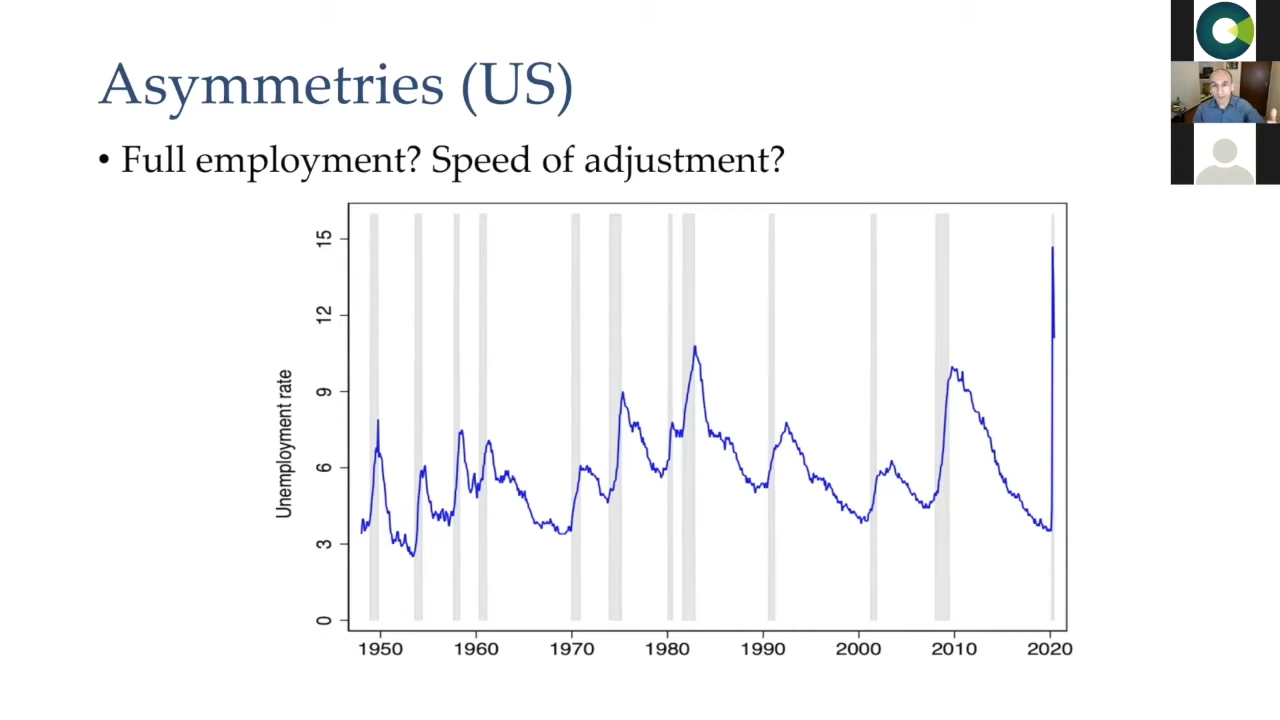 Asymmetries (US)
• Full employment? Speed of adjustment?
Unemployment rate
15
12
9
6
3
0
1950 1960 1970 1980 1990 2000 2010 2020